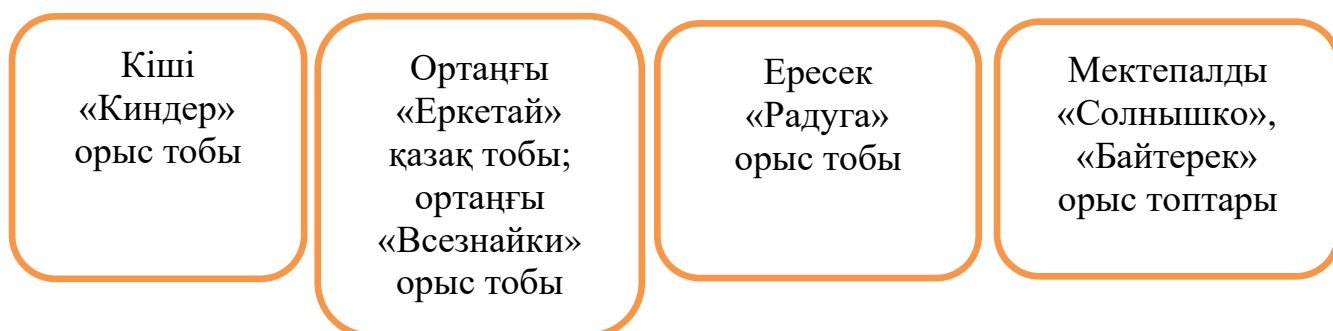 Кіші
«Киндер»
орыс тобы
Ортаңғы
«Еркетай»
қазақ тобы;
ортаңғы
«Всезнайки»
орыс тобы
Ересек
«Радуга»
орыс тобы
Мектепалды
«Солнышко»,
«Байтерек»
орыс топтары